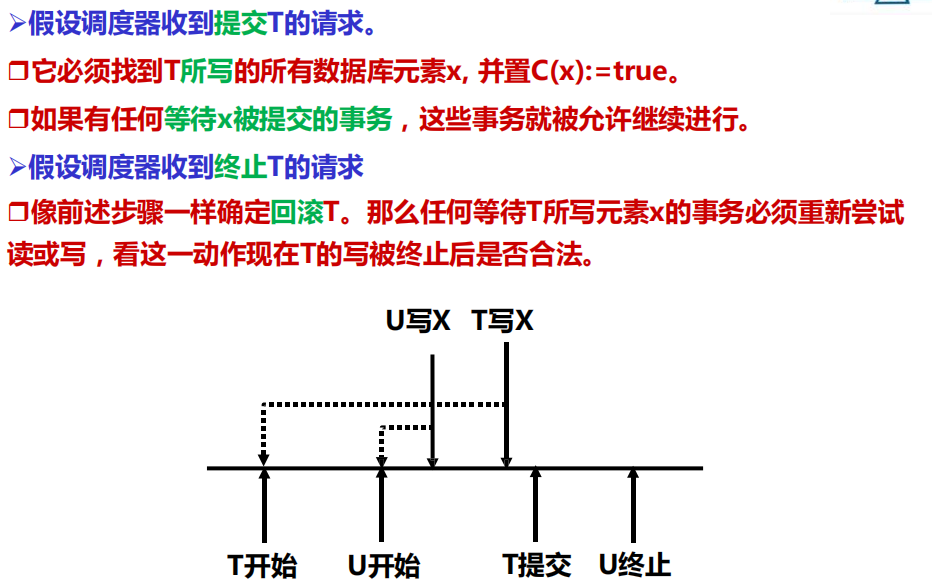 ➢假设调度器收到提交T的请求。
❒它必须找到T所写的所有数据库元素x, 并置C(x):=true。
❒如果有任何等待x被提交的事务，这些事务就被允许继续进行。
➢假设调度器收到终止T的请求
❒像前述步骤一样确定回滚T。那么任何等待T所写元素x的事务必须重新尝试
读或写，看这一动作现在T的写被终止后是否合法。
U写X T写X
T开始 U开始 T提交 U终止